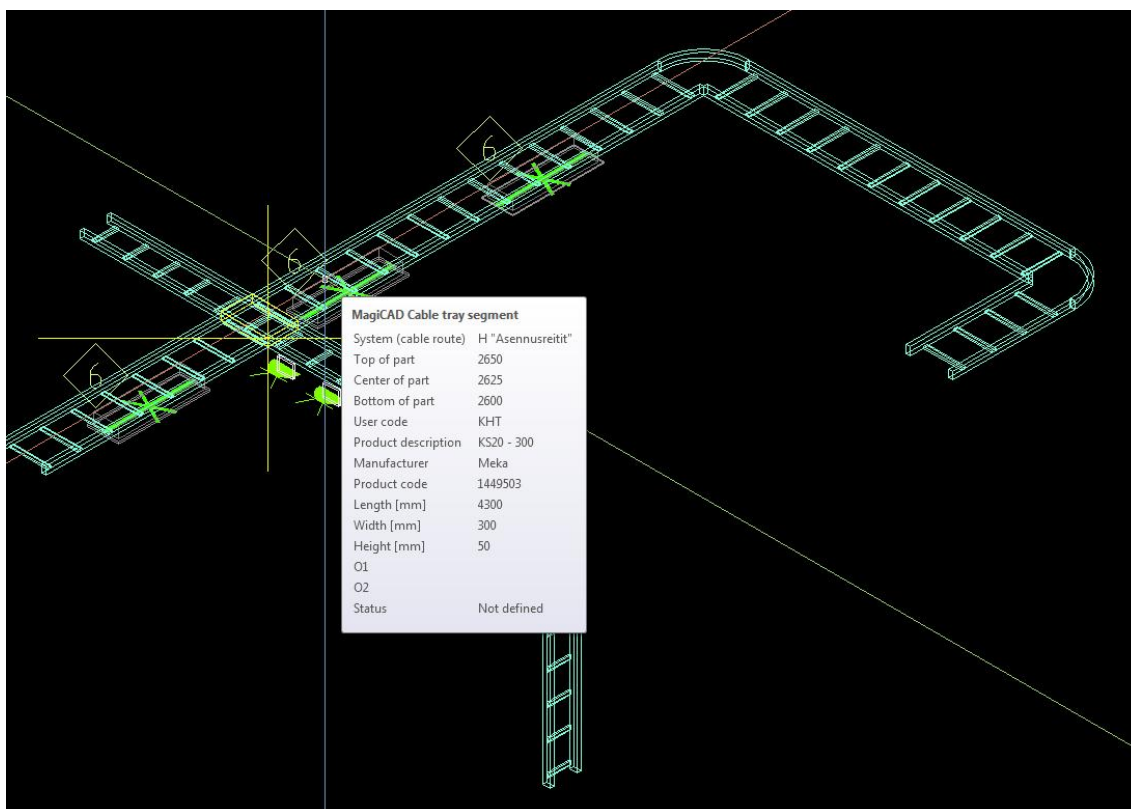 6
6
6
MagiCAD Cable tray segment
System (cable route) H "Asennusreitit"
Top of part 2650
Center of part 2625
Bottom of part 2600
User code KHT
Product description KS20 - 300
Manufacturer Meka
Product code 1449503
Length [mm] 4300
Width [mm] 300
Height [mm] 50
O1
O2
Status Not defined